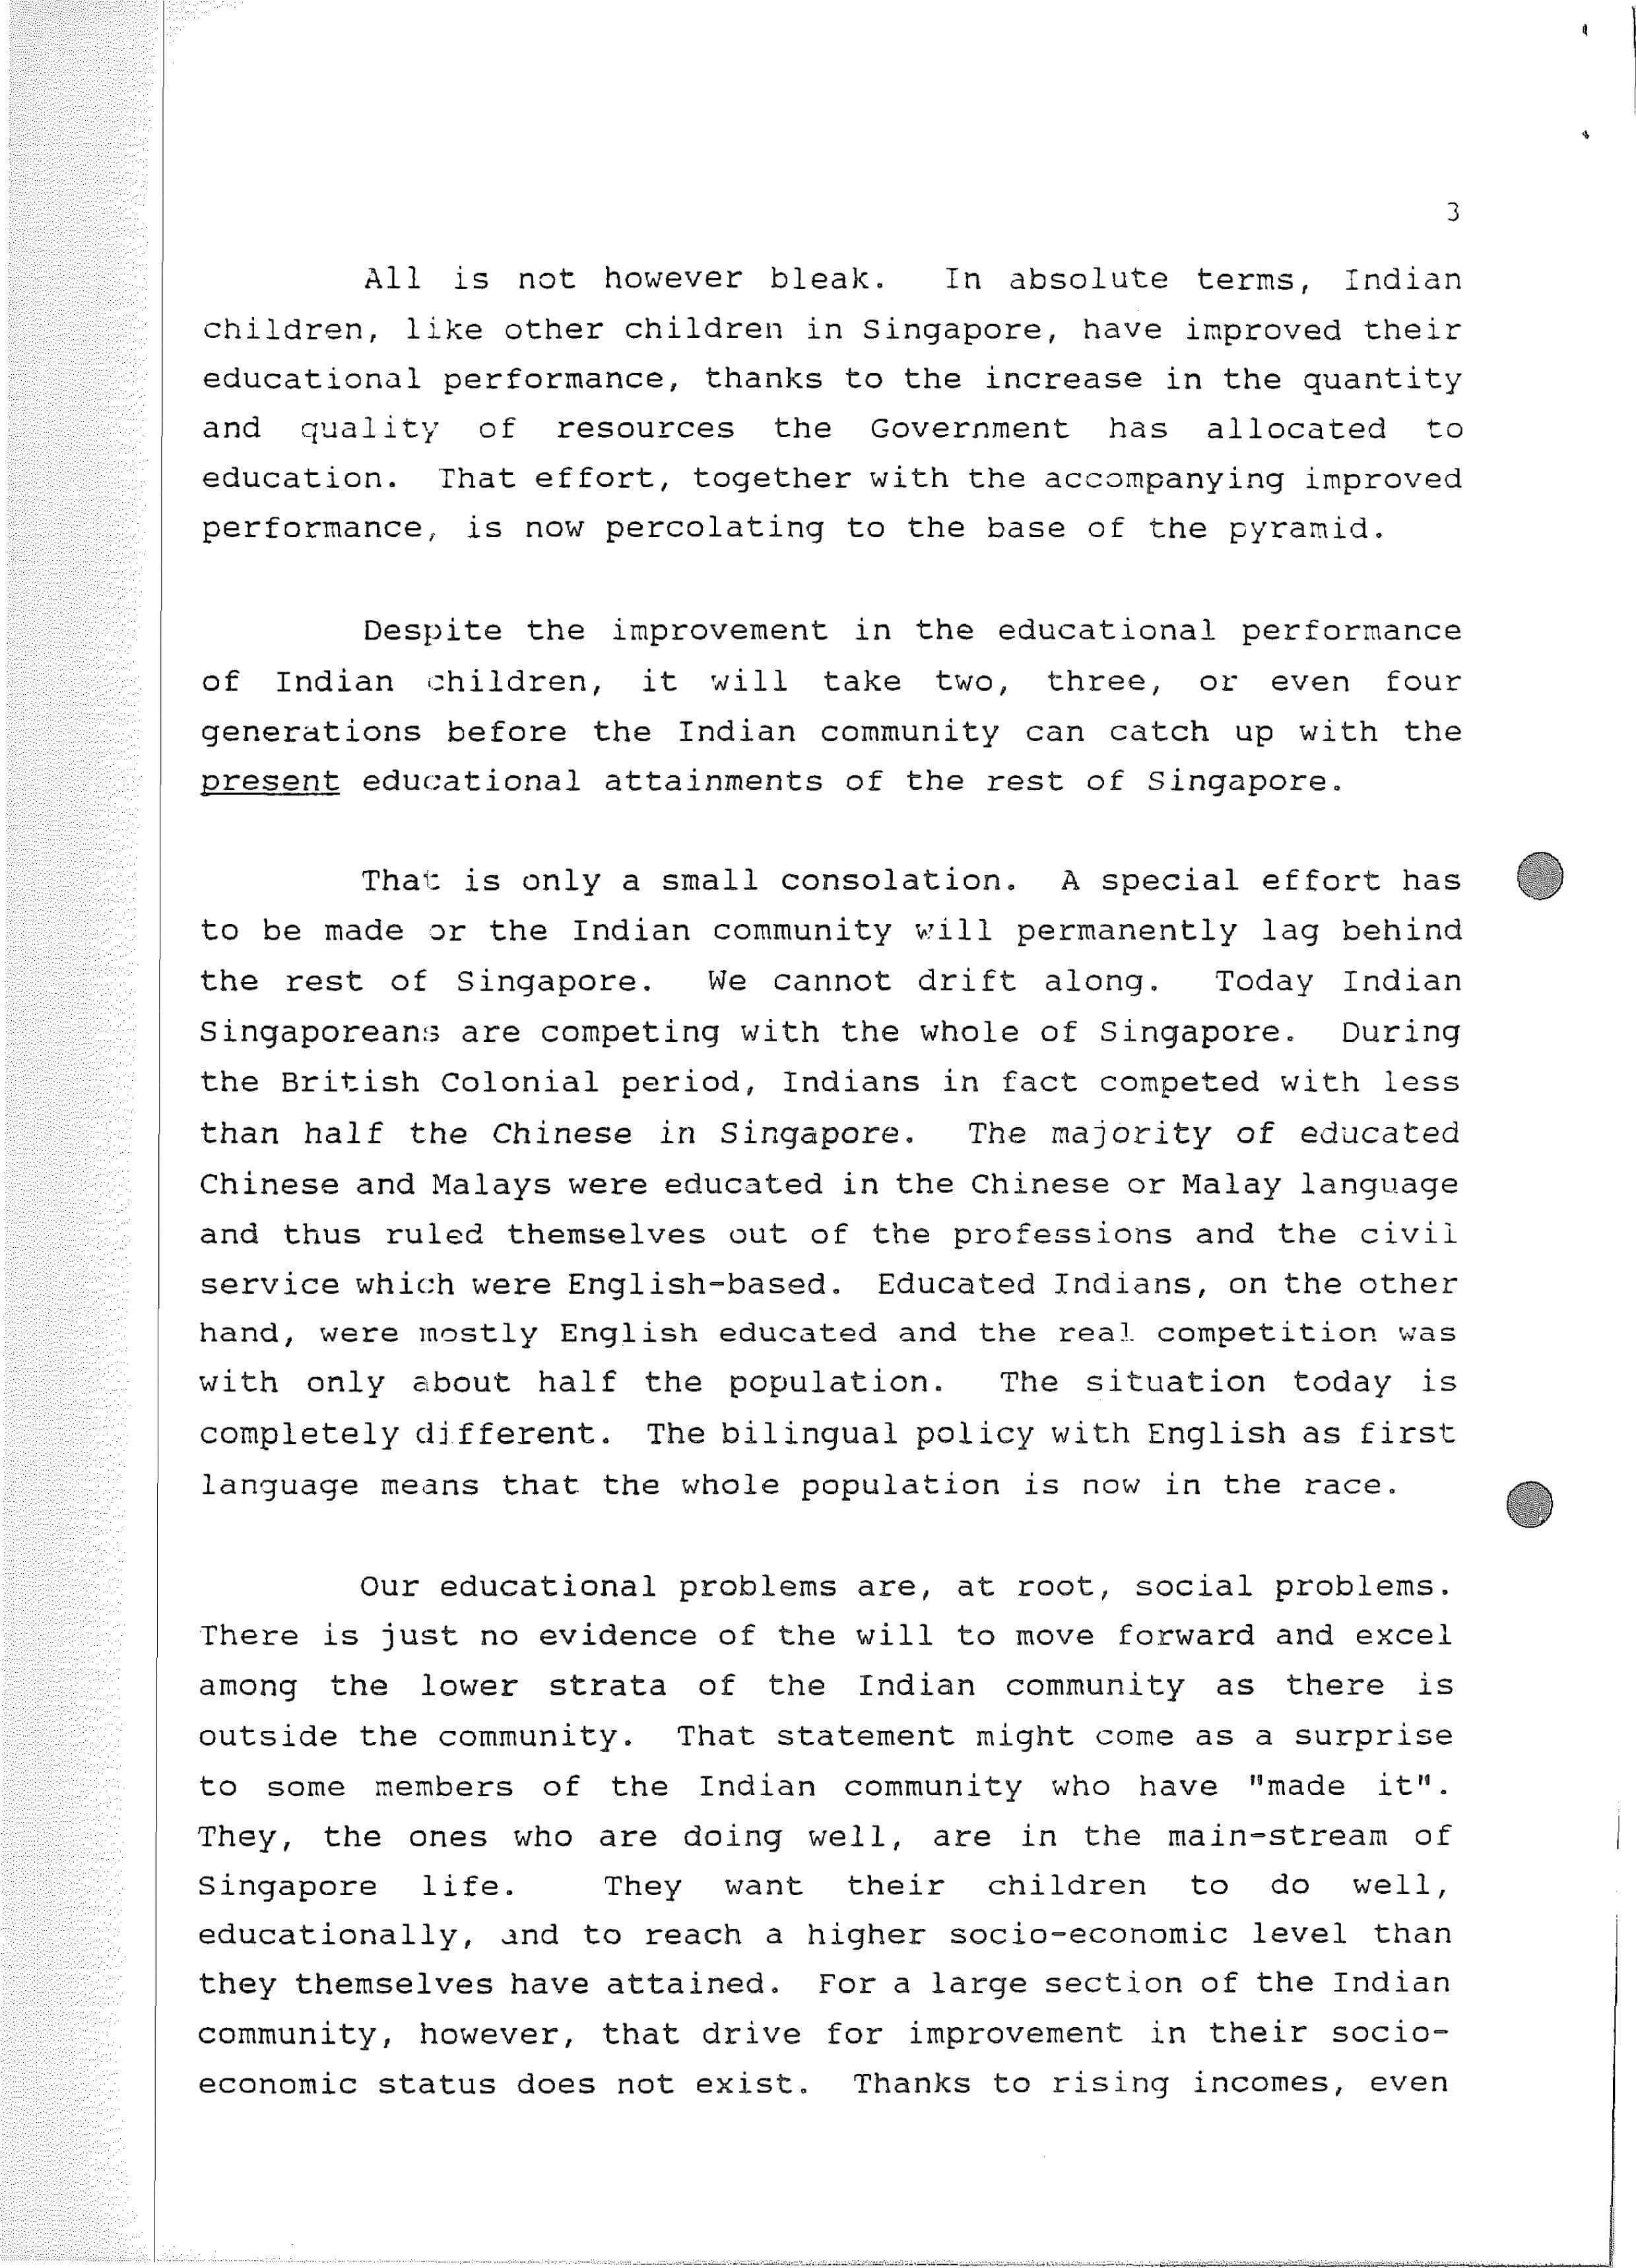 3
All is not however bleak. In absolute terms, Indian
children, like other children in Singapore, have improved their
educational performance, thanks to the increase in the quantity
and quality of resources the Government has allocated to
education. That effort, together with the accompanying improved
performance, is now percolating to the base of the pyramid.
Despite the improvement in the educational performance
of Indian children, it will take two, three, or even four
generations before the Indian community can catch up with the
present educational attainments of the rest of Singapore.
That is only a small consolation. A special effort has
to be made or the Indian community will permanently lag behind
the rest of Singapore. We cannot drift along. Today Indian
Singaporeans are competing with the whole of Singapore. During
the British Colonial period, Indians in fact competed with less
than half the Chinese in Singapore. The majority of educated
Chinese and Malays were educated in the Chinese or Malay language
and thus ruled themselves out of the professions and the civil
service which were English-based. Educated Indians, on the other
hand, were mostly English educated and the real competition was
with only about half the population. The situation today is
completely different. The bilingual policy with English as first
language means that the whole population is now in the race.
Our educational problems are, at root, social problems.
There is just no evidence of the will to move forward and excel
among the lower strata of the Indian community as there is
outside the community. That statement might come as a surprise
to some members of the Indian community who have "made it".
They, the ones who are doing well, are in the main-stream of
Singapore life. They want their children to do well,
educationally, and to reach a higher socio-economic level than
they themselves have attained. For a large section of the Indian
community, however, that drive for improvement in their socio-
economic status does not exist. Thanks to rising incomes, even